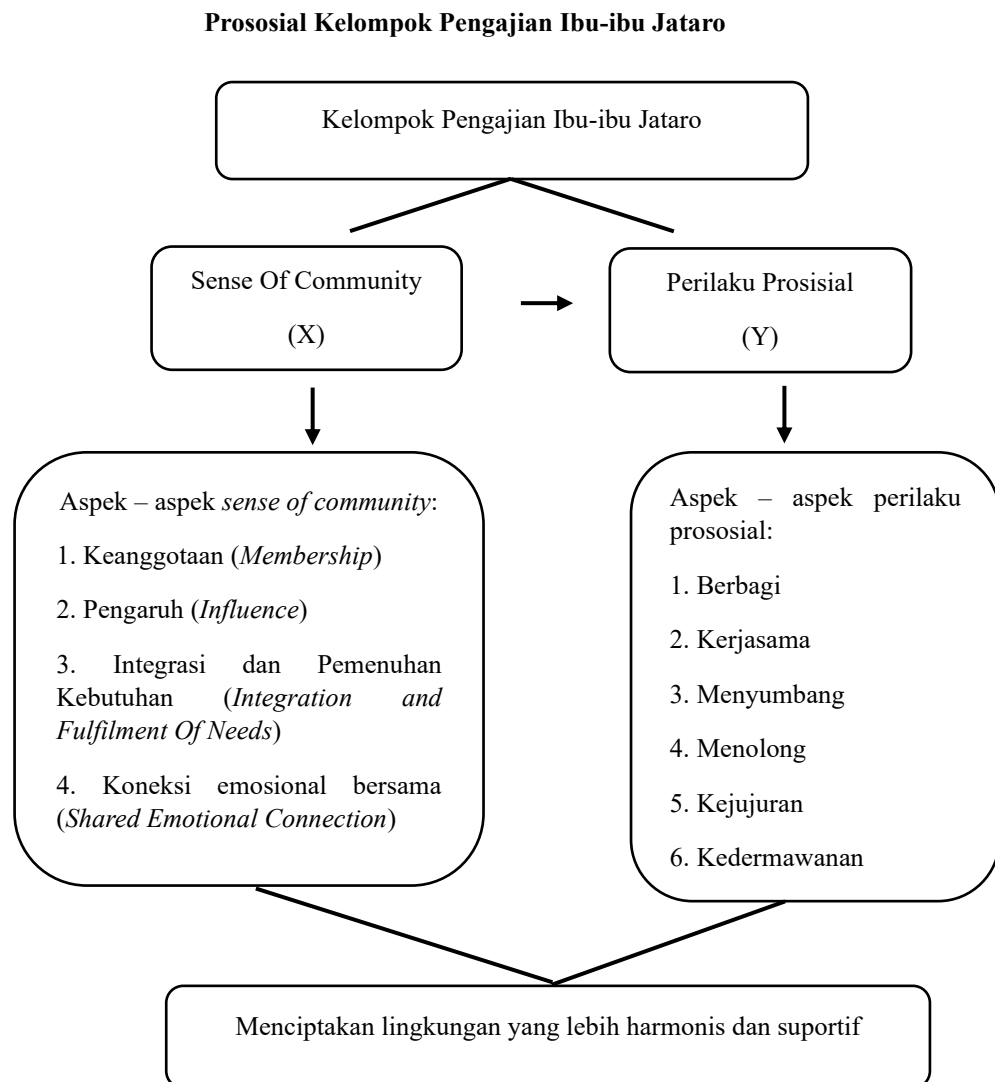 Prososial Kelompok Pengajian Ibu-ibu Jataro
Kelompok Pengajian Ibu-ibu Jataro
Sense Of Community
(X)
Perilaku Prosisial
(Y)
Aspek – aspek sense of community:
1. Keanggotaan (Membership)
2. Pengaruh (Influence)
3. Integrasi dan Pemenuhan
Kebutuhan (Integration and
Fulfilment Of Needs)
4. Koneksi emosional bersama
(Shared Emotional Connection)
Aspek – aspek perilaku
prososial:
1. Berbagi
2. Kerjasama
3. Menyumbang
4. Menolong
5. Kejujuran
6. Kedermawanan
Menciptakan lingkungan yang lebih harmonis dan suportif